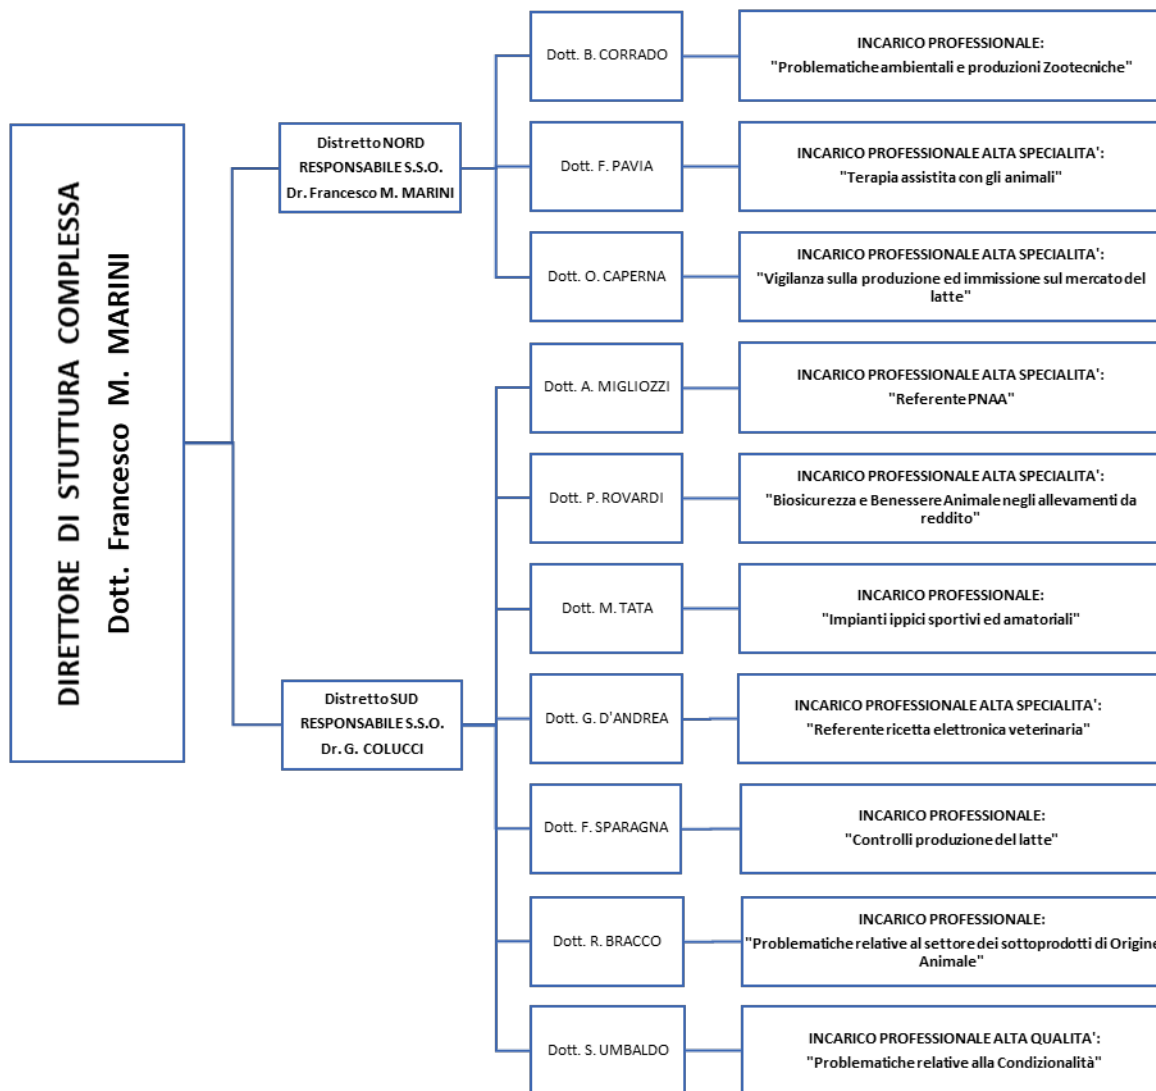 DIRETTORE DI STUTTURA COMPLESSA
Dott. Francesco M. MARINI
Distretto NORD
RESPONSABILE S.S.O.
Dr. Francesco M. MARINI
Dott. B. CORRADO
INCARICO PROFESSIONALE:
"Problematiche ambientali e produzioni Zootecniche"
Dott. F. PAVIA
INCARICO PROFESSIONALE ALTA SPECIALITA':
"Terapia assistita con gli animali"
Dott. O. CAPERNA
INCARICO PROFESSIONALE ALTA SPECIALITA':
"Vigilanza sulla produzione ed immissione sul mercato del
latte"
Distretto SUD
RESPONSABILE S.S.O.
Dr. G. COLUCCI
Dott. A. MIGLIOZZI
INCARICO PROFESSIONALE ALTA SPECIALITA':
"Referente PNAA"
Dott. P. ROVARDI
INCARICO PROFESSIONALE ALTA SPECIALITA':
"Biosicurezza e Benessere Animale negli allevamenti da
reddito"
Dott. M. TATA
INCARICO PROFESSIONALE:
"Impianti ippici sportivi ed amatoriali"
Dott. G. D'ANDREA
INCARICO PROFESSIONALE ALTA SPECIALITA':
"Referente ricetta elettronica veterinaria"
Dott. F. SPARAGNA
INCARICO PROFESSIONALE:
"Controlli produzione del latte"
Dott. R. BRACCO
INCARICO PROFESSIONALE:
"Problematiche relative al settore dei sottoprodotti di Origine
Animale"
Dott. S. UMBALDO
INCARICO PROFESSIONALE ALTA QUALITA':
"Problematiche relative alla Condizionalità"